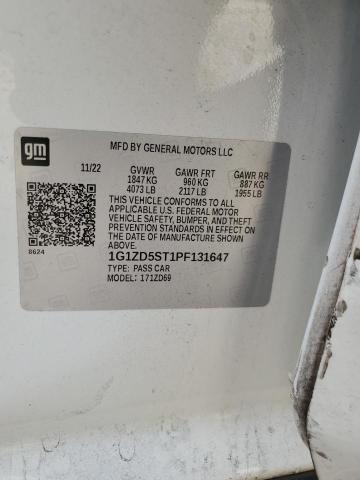 gm
MFD BY GENERAL MOTORS LLC
11/22 GVWR GAWR FRT GAWR RR
1847 KG 960 KG 887 KG
4073 LB 2117 LB 1955 LB
THIS VEHICLE CONFORMS TO ALL
APPLICABLE U.S. FEDERAL MOTOR
VEHICLE SAFETY, BUMPER, AND THEFT
PREVENTION STANDARDS IN EFFECT ON
THE DATE OF MANUFACTURE SHOWN ABOVE.
8624
1G1ZD5ST1PF131647
TYPE: PASS CAR
MODEL: 1ZD69